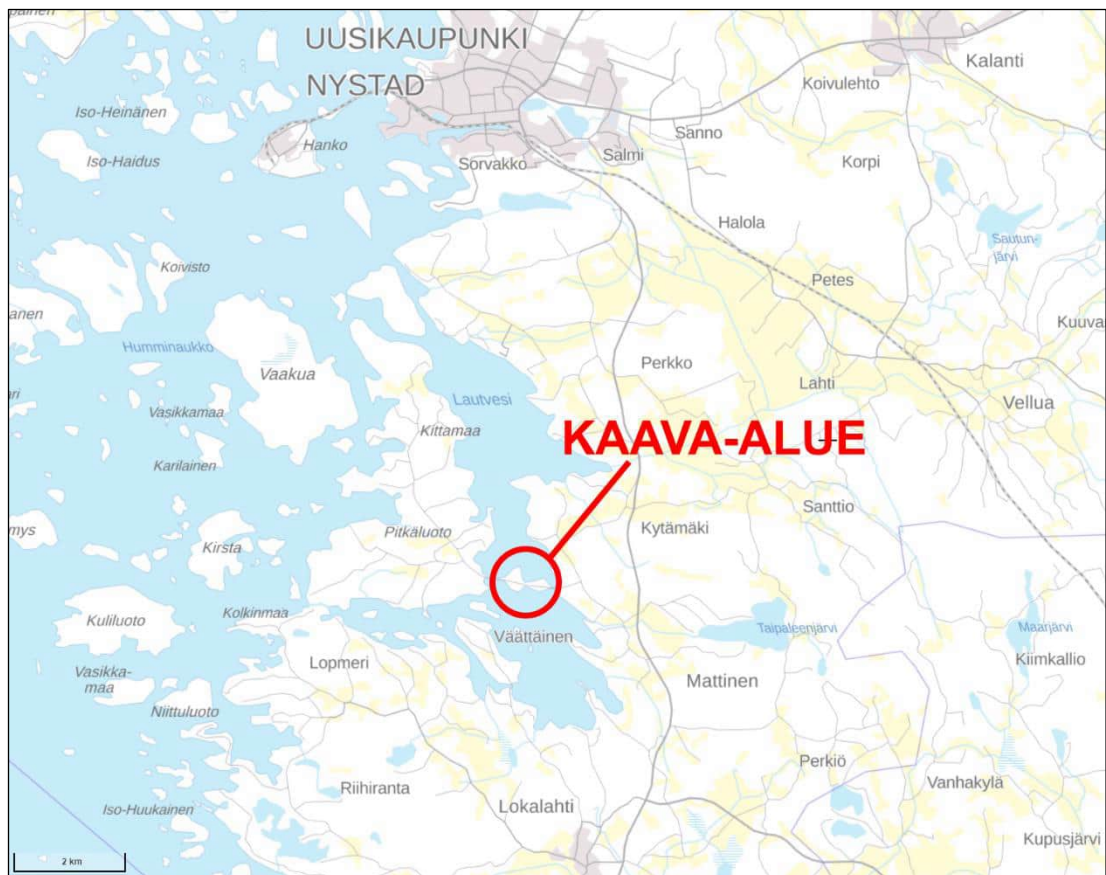 UUSIKAUPUNKI
NYSTAD
Kalanti
Koivulehto
Iso-Heinänen
Hanko
Sanno
Iso-Haidus
Sorvakko
Salmi
Korpi
Halola
Sautun-
järvi
Koivisto
Petes
anen
Kuuva
Humminaukko
Perkko
Vaakua
Lahti
Lautvesi
Vellua
Vasikkamaa
Kittamaa
KAAVA-ALUE
Karilainen
Santtio
mys
Pitkäluoto
Kytämäki
Kirsta
Kolkinmaa
Kuliluoto
Väättäinen
Taipaleenjärvi
Maarjärvi
Lopmeri
Kiimkallio
Vasikka-
maa
Mattinen
Niittuluoto
Perkiö
Riihiranta
Vanhakylä
Iso-Huukainen
Lokalahti
Kupusjärvi
2 km